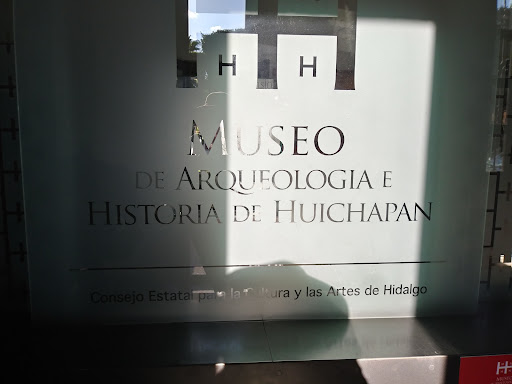 H H
MUSEO
DE ARQUEOLOGIA E
HISTORIA DE HUICHAPAN
Consejo Estatal para la Cultura y las Artes de Hidalgo
H